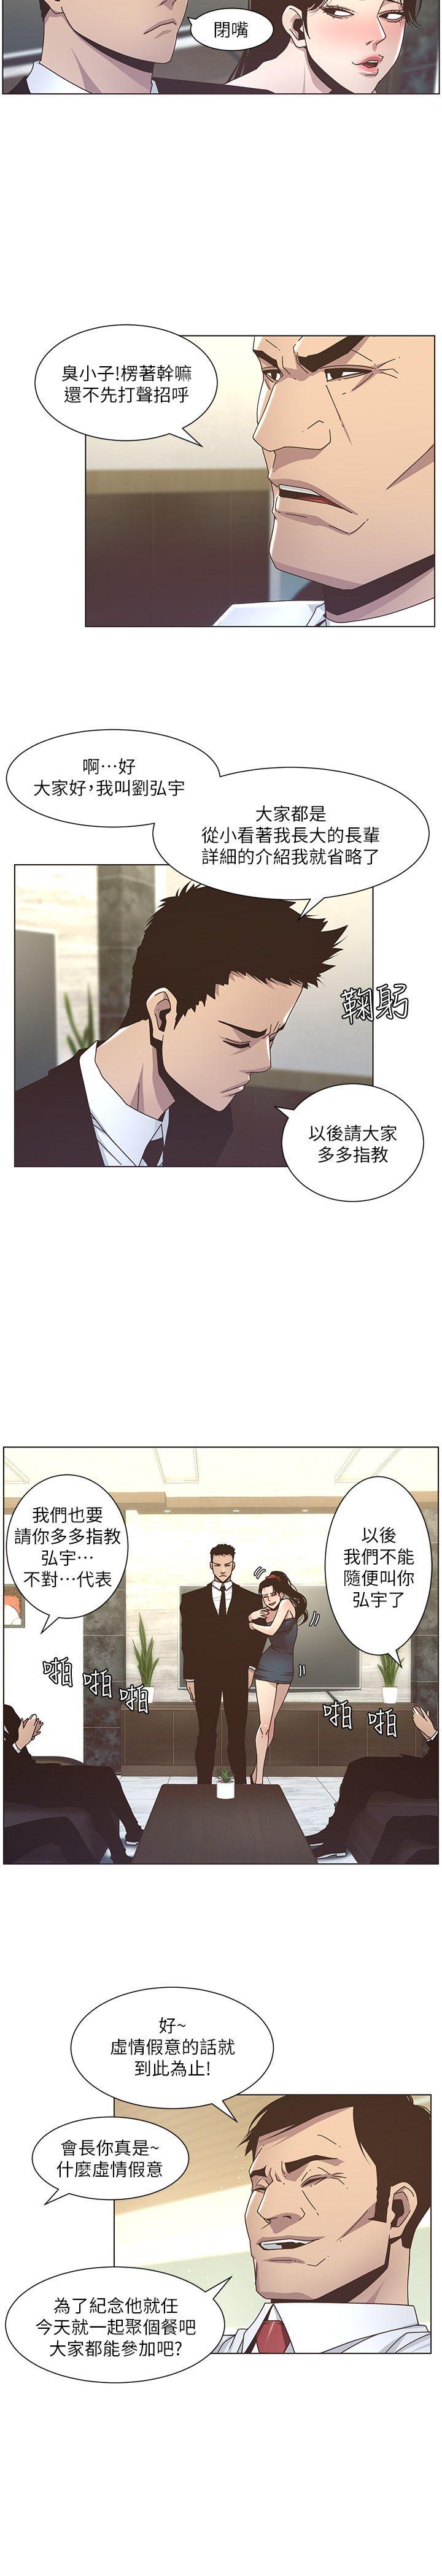 閉嘴
臭小子!楞著幹嘛
還不先打聲招呼
啊…好
大家好,我叫劉弘宇
大家都是
從小看著我長大的長輩
詳細的介紹我就省略了
鞠躬
以後請大家
多多指教
我們也要
請你多多指教
弘宇…
不對…代表
以後
我們不能
隨便叫你
弘宇了
啪 啪 啪
啪 啪
好~
虛情假意的話就
到此為止!
會長你真是~
什麼虛情假意
為了紀念他就任
今天就一起聚個餐吧
大家都能參加吧?